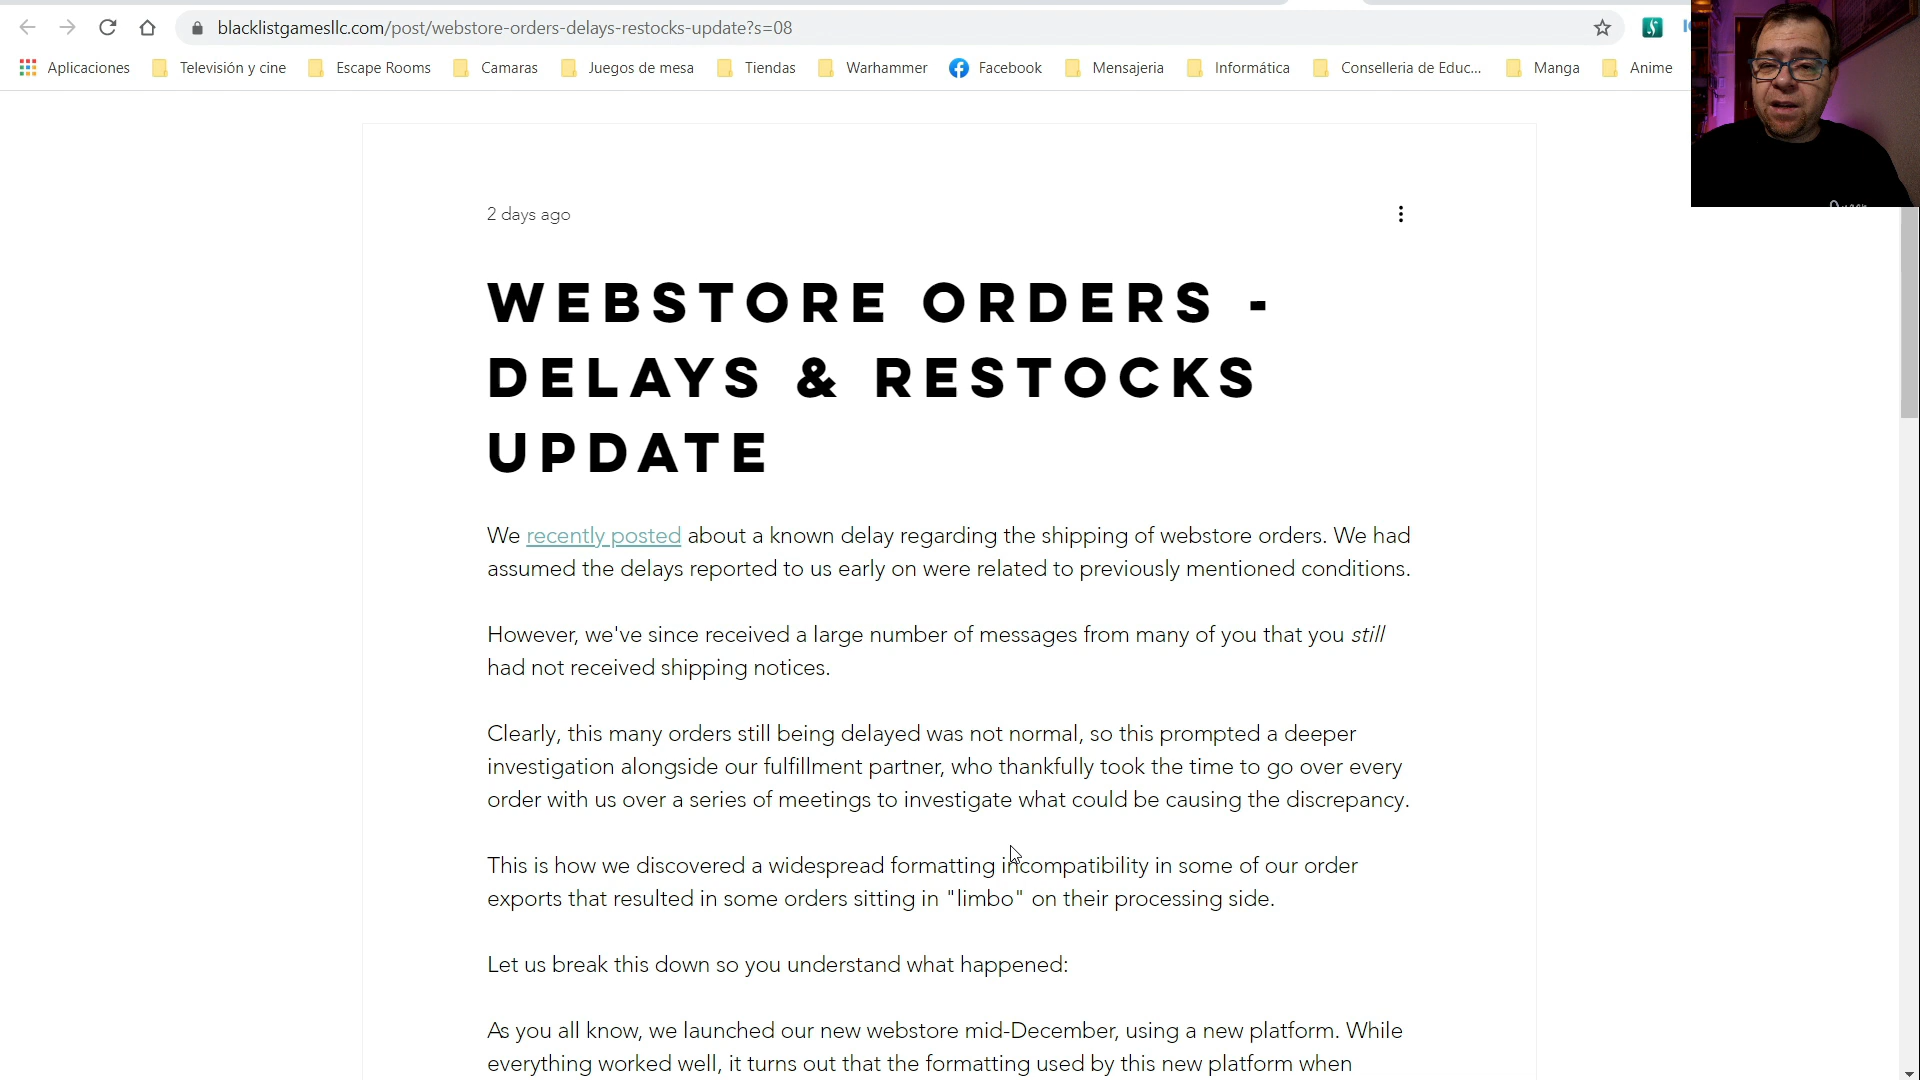 blacklistgamesllc.com/post/webstore-orders-delays-restocks-update?s=08
Aplicaciones Televisión y cine Escape Rooms Camaras Juegos de mesa Tiendas Warhammer Facebook Mensajeria Informática Conselleria de Educ... Manga Anime
2 days ago
WEBSTORE ORDERS -
DELAYS & RESTOCKS
UPDATE
We recently posted about a known delay regarding the shipping of webstore orders. We had
assumed the delays reported to us early on were related to previously mentioned conditions.
However, we've since received a large number of messages from many of you that you still
had not received shipping notices.
Clearly, this many orders still being delayed was not normal, so this prompted a deeper
investigation alongside our fulfillment partner, who thankfully took the time to go over every
order with us over a series of meetings to investigate what could be causing the discrepancy.
This is how we discovered a widespread formatting incompatibility in some of our order
exports that resulted in some orders sitting in "limbo" on their processing side.
Let us break this down so you understand what happened:
As you all know, we launched our new webstore mid-December, using a new platform. While
everything worked well, it turns out that the formatting used by this new platform when